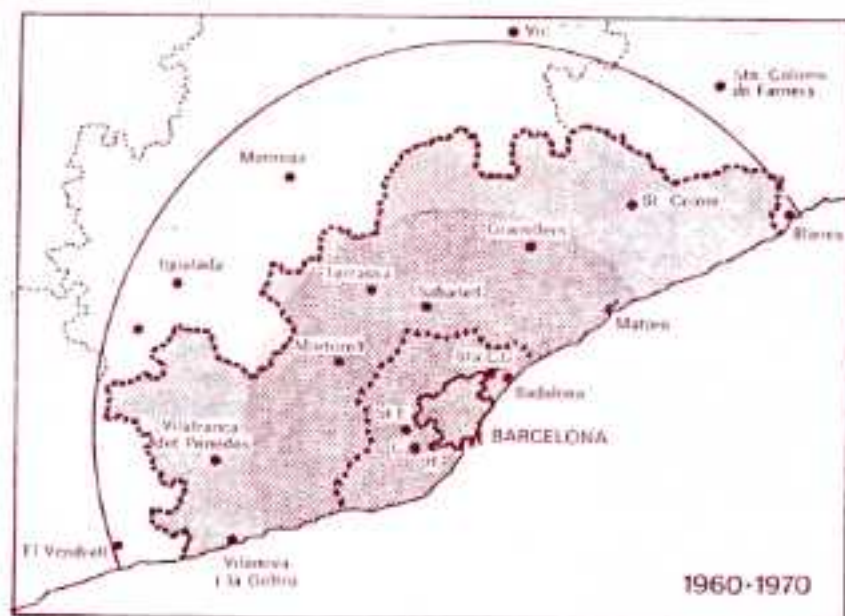 Vic
Sta. Coloma
de Farners
Manresa
St. Celoni
Blanes
Granollers
Igualada
Terrassa
Sabadell
Mataró
Martorell
Sta. C.G.
Badalona
Vilafranca
del Penedès
BARCELONA
El Vendrell
Vilanova
i la Geltrú
1960-1970